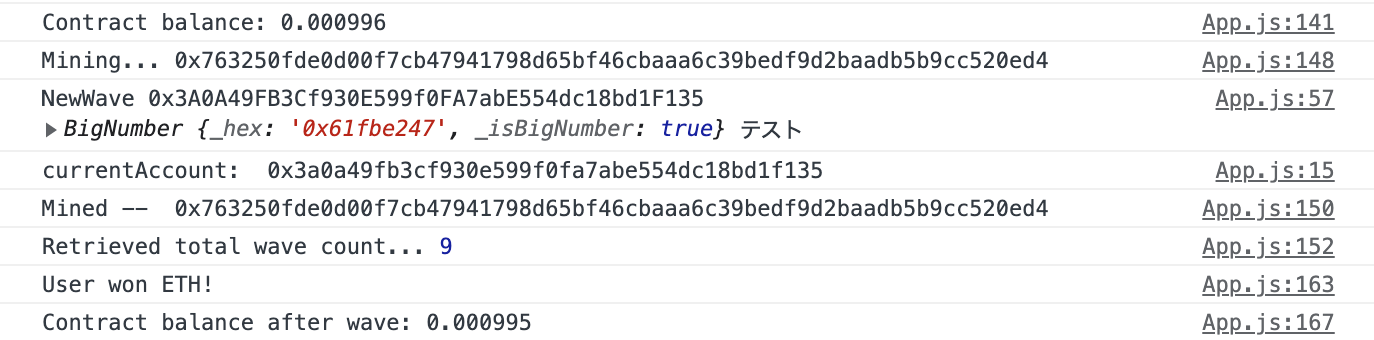 Contract balance: 0.000996 App.js:141
Mining... 0x763250fde0d00f7cb47941798d65bf46cbaaa6c39bedf9d2baadb5b9cc520ed4 App.js:148
NewWave 0x3A0A49FB3Cf930E599f0FA7abE554dc18bd1F135 App.js:57
▶BigNumber {_hex: '0x61fbe247', _isBigNumber: true} テスト
currentAccount:  0x3a0a49fb3cf930e599f0fa7abe554dc18bd1f135 App.js:15
Mined --  0x763250fde0d00f7cb47941798d65bf46cbaaa6c39bedf9d2baadb5b9cc520ed4 App.js:150
Retrieved total wave count... 9 App.js:152
User won ETH! App.js:163
Contract balance after wave: 0.000995 App.js:167